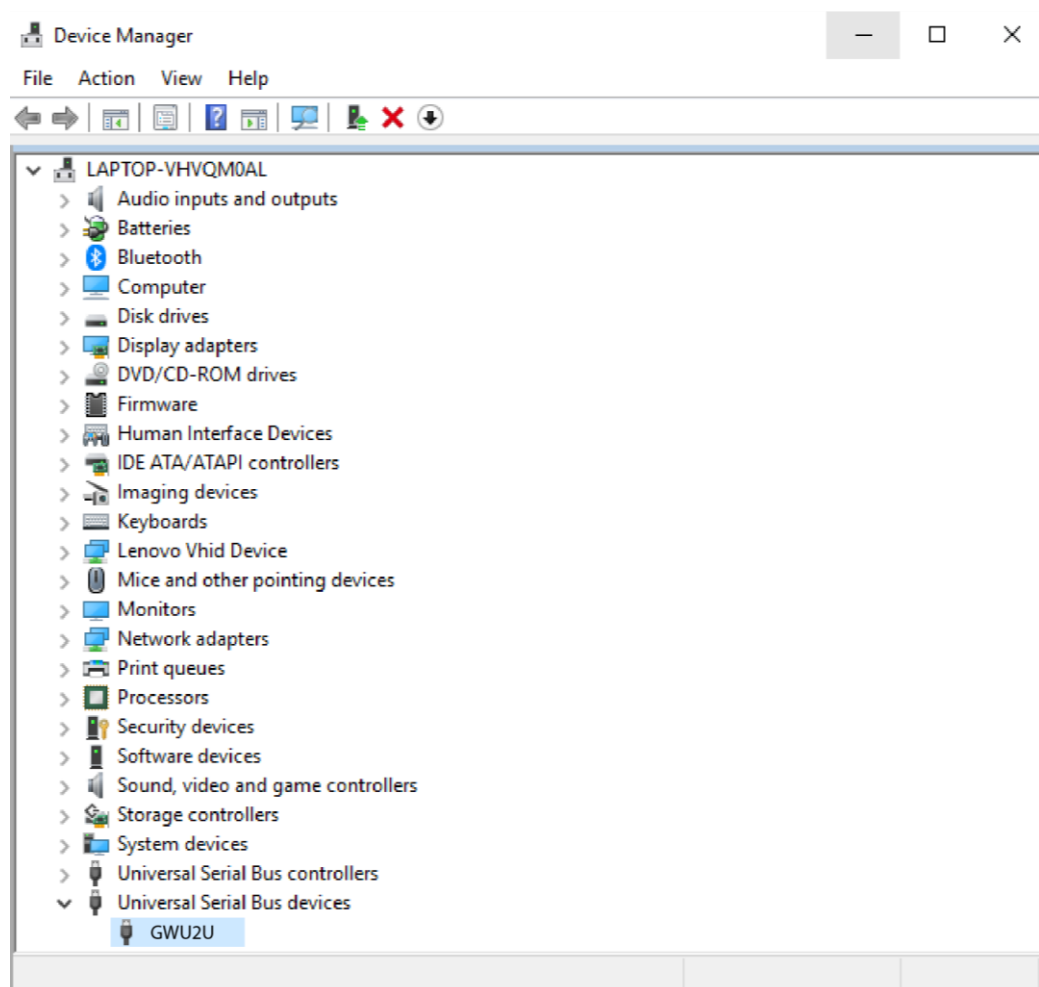 Device Manager
File Action View Help
LAPTOP-VHVQM0AL
Audio inputs and outputs
Batteries
Bluetooth
Computer
Disk drives
Display adapters
DVD/CD-ROM drives
Firmware
Human Interface Devices
IDE ATA/ATAPI controllers
Imaging devices
Keyboards
Lenovo Vhid Device
Mice and other pointing devices
Monitors
Network adapters
Print queues
Processors
Security devices
Software devices
Sound, video and game controllers
Storage controllers
System devices
Universal Serial Bus controllers
Universal Serial Bus devices
GWU2U